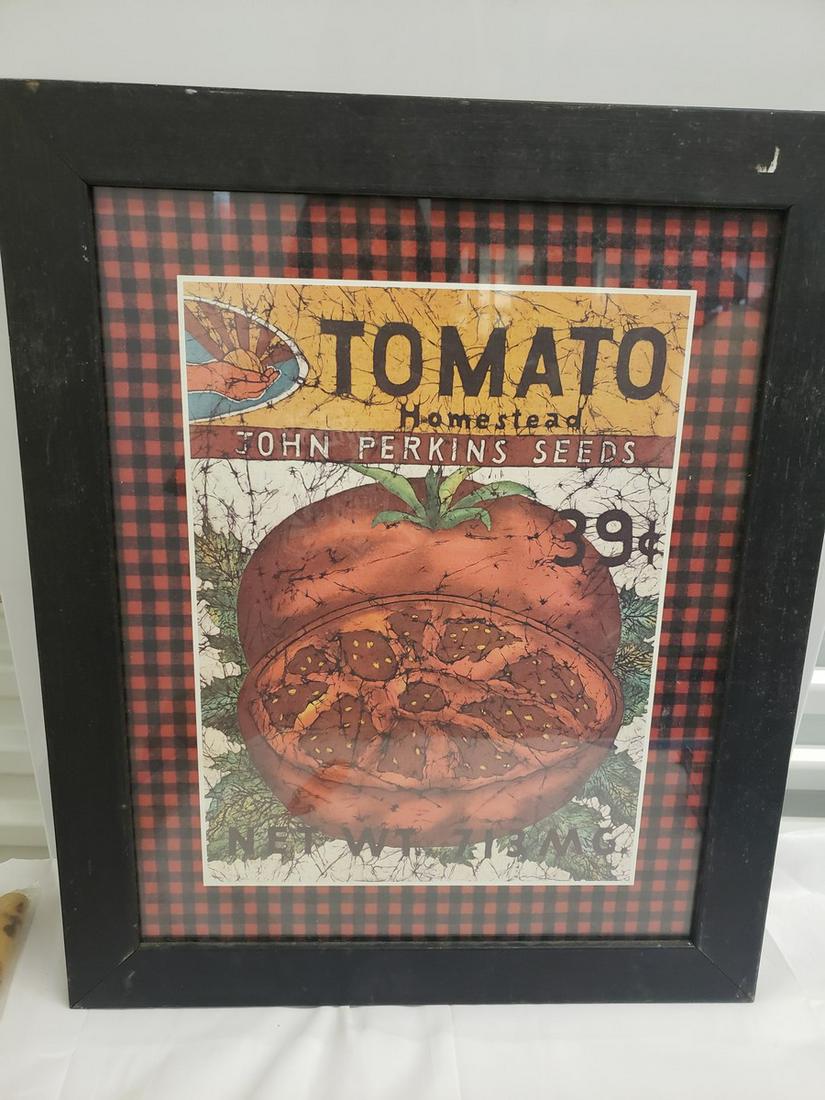 TOMATO
Homestead
JOHN PERKINS SEEDS
39¢
NET WT 713MG